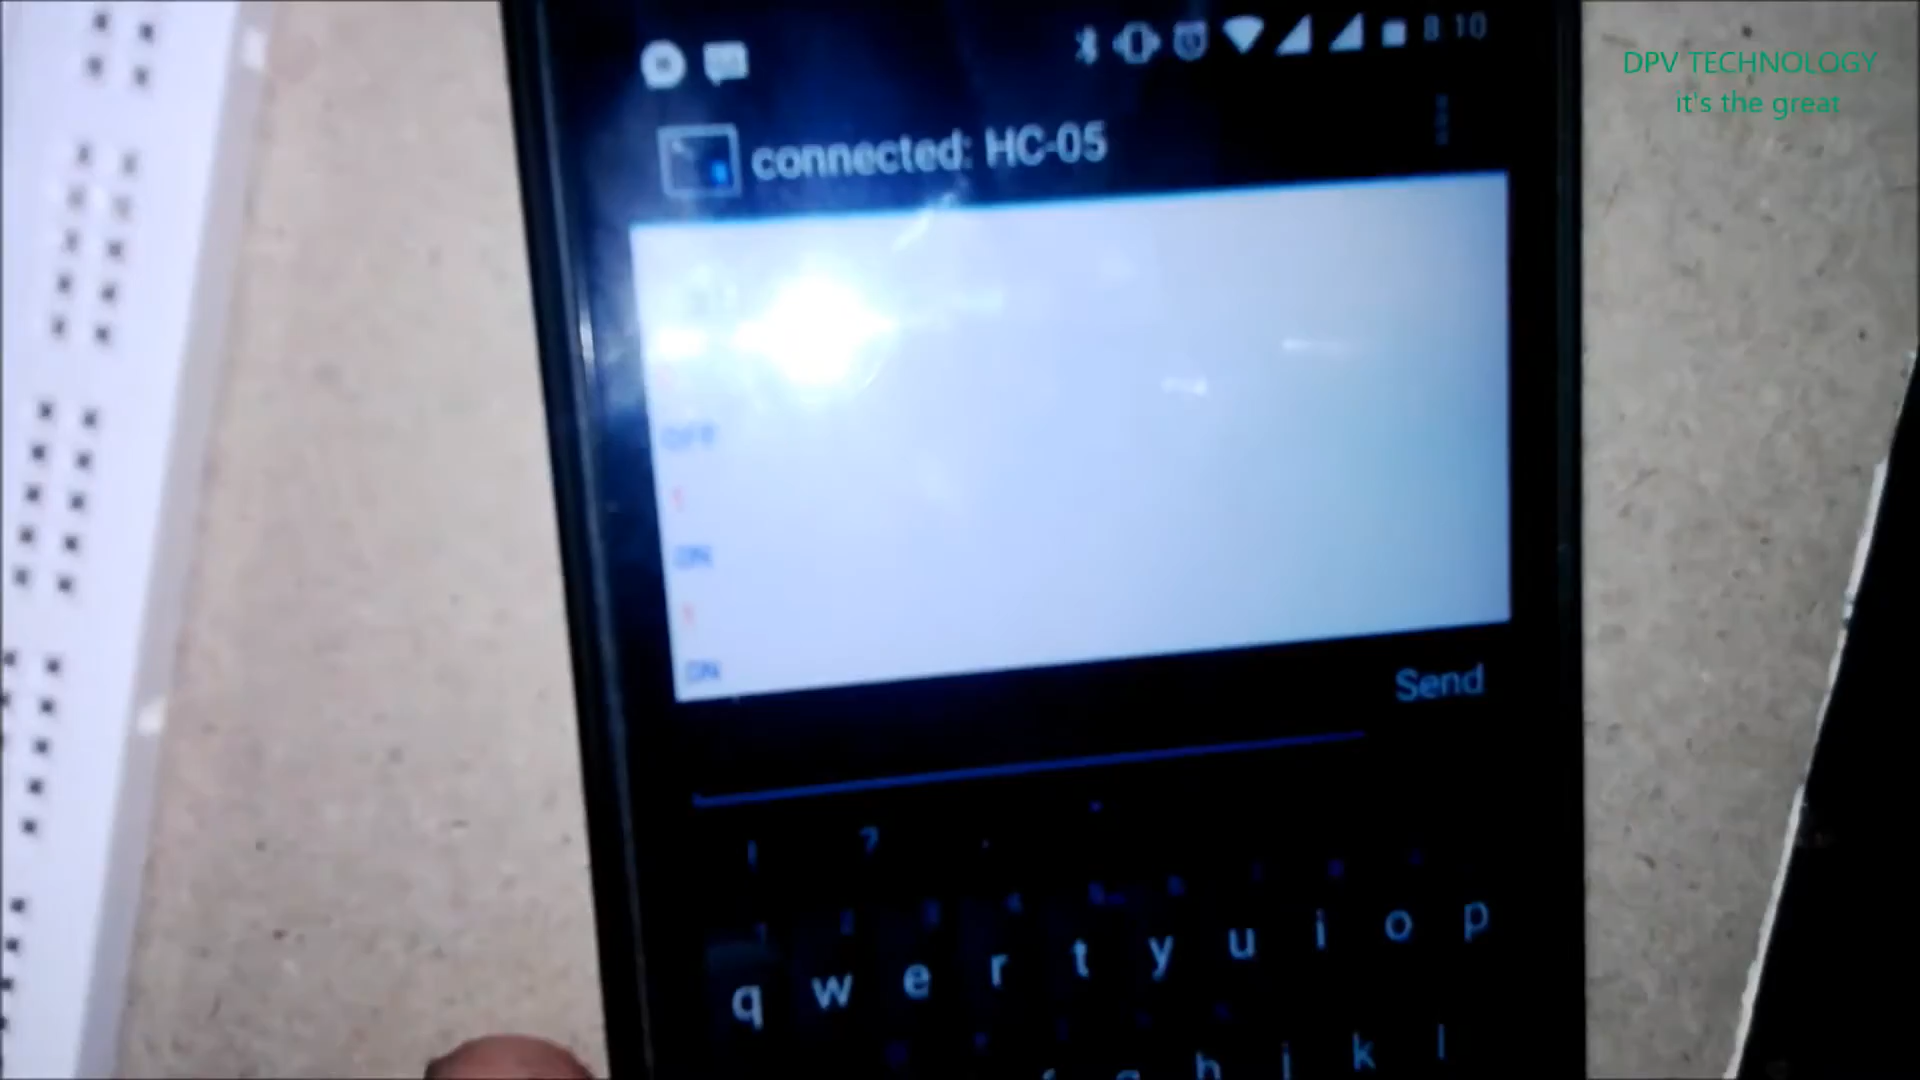 8:10
DPV TECHNOLOGY
it's the great
connected: HC-05
OFF
ON
ON
Send
! ?
q w e r t y u i o p
h j k l